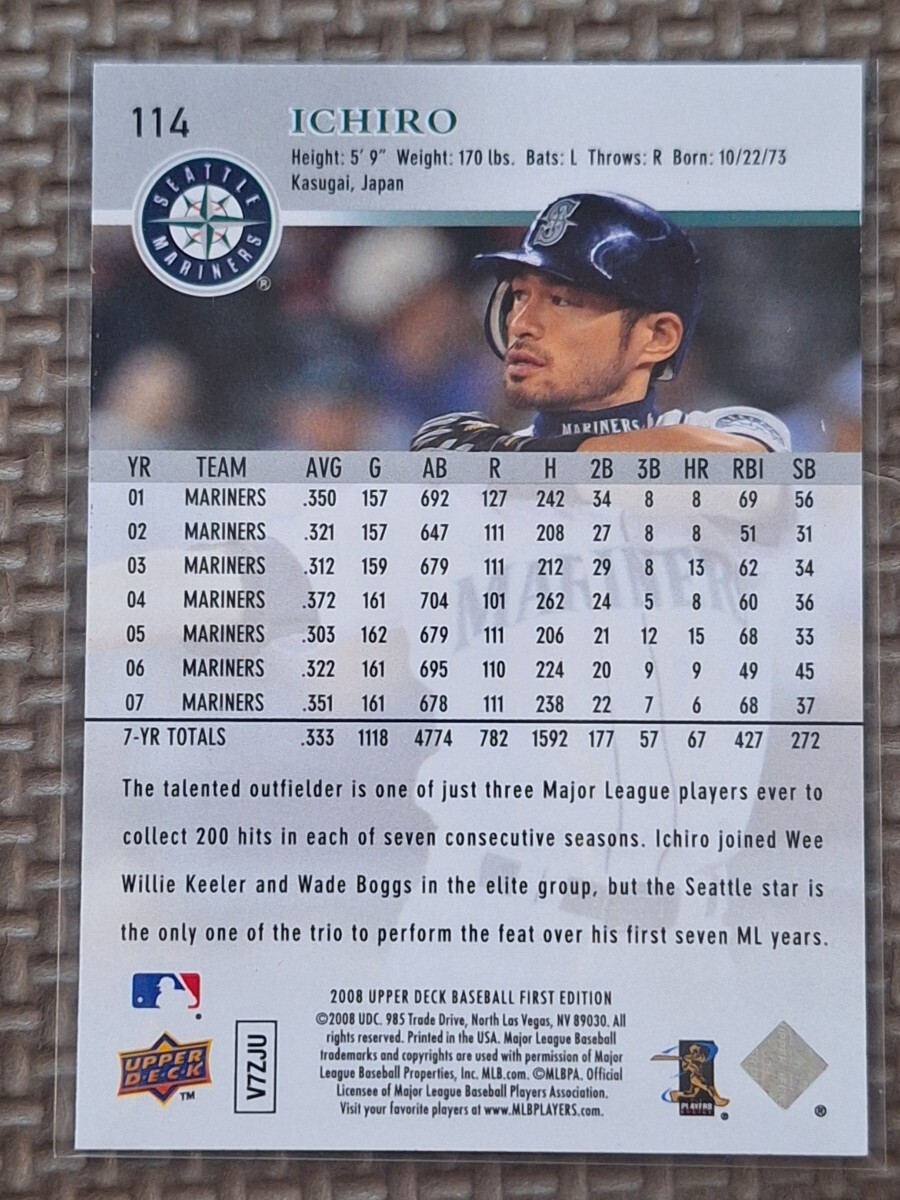 114
ICHIRO
Height: 5' 9" Weight: 170 lbs. Bats: L Throws: R Born: 10/22/73
Kasugai, Japan
SEATTLE
MARINERS
®
S
MARINERS
YR TEAM AVG G AB R H 2B 3B HR RBI SB
01 MARINERS .350 157 692 127 242 34 8 8 69 56
02 MARINERS .321 157 647 111 208 27 8 8 51 31
03 MARINERS .312 159 679 111 212 29 8 13 62 34
04 MARINERS .372 161 704 101 262 24 5 8 60 36
05 MARINERS .303 162 679 111 206 21 12 15 68 33
06 MARINERS .322 161 695 110 224 20 9 9 49 45
07 MARINERS .351 161 678 111 238 22 7 6 68 37
7-YR TOTALS .333 1118 4774 782 1592 177 57 67 427 272
The talented outfielder is one of just three Major League players ever to
collect 200 hits in each of seven consecutive seasons. Ichiro joined Wee
Willie Keeler and Wade Boggs in the elite group, but the Seattle star is
the only one of the trio to perform the feat over his first seven ML years.
2008 UPPER DECK BASEBALL FIRST EDITION
©2008 UDC. 985 Trade Drive, North Las Vegas, NV 89030. All
rights reserved. Printed in the USA. Major League Baseball
trademarks and copyrights are used with permission of Major
League Baseball Properties, Inc. MLB.com. ©MLBPA. Official
Licensee of Major League Baseball Players Association.
Visit your favorite players at www.MLBPLAYERS.com.
UPPER
DECK
TM
V7ZJU
PLAYERS
®
®